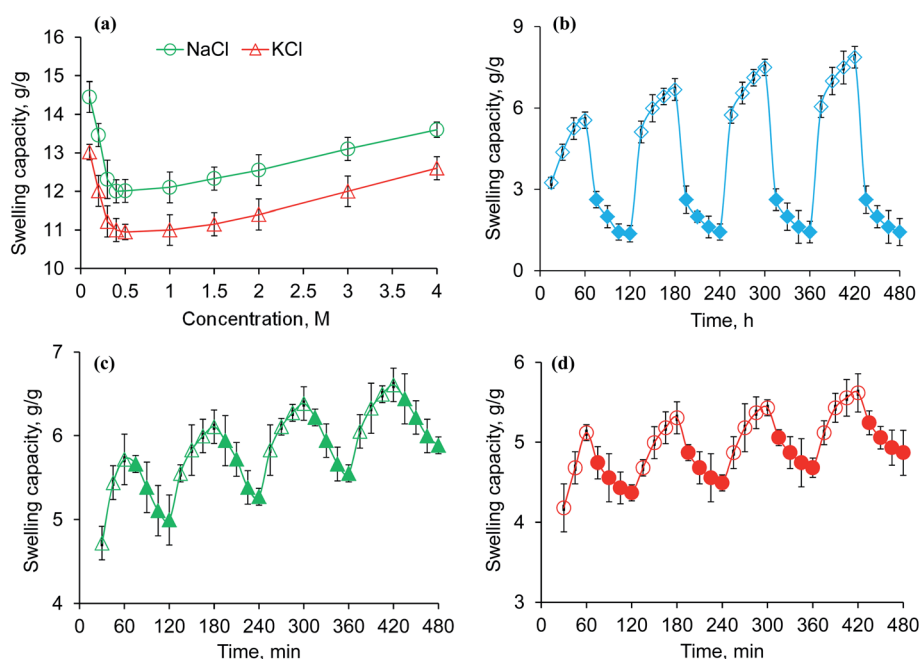 (a)
NaCl KCl
Swelling capacity, g/g
16
15
14
13
12
11
10
0 0.5 1 1.5 2 2.5 3 3.5 4
Concentration, M
(b)
Swelling capacity, g/g
9
6
3
0
0 60 120 180 240 300 360 420 480
Time, h
(c)
Swelling capacity, g/g
7
6
5
4
0 60 120 180 240 300 360 420 480
Time, min
(d)
Swelling capacity, g/g
6
5
4
3
0 60 120 180 240 300 360 420 480
Time, min